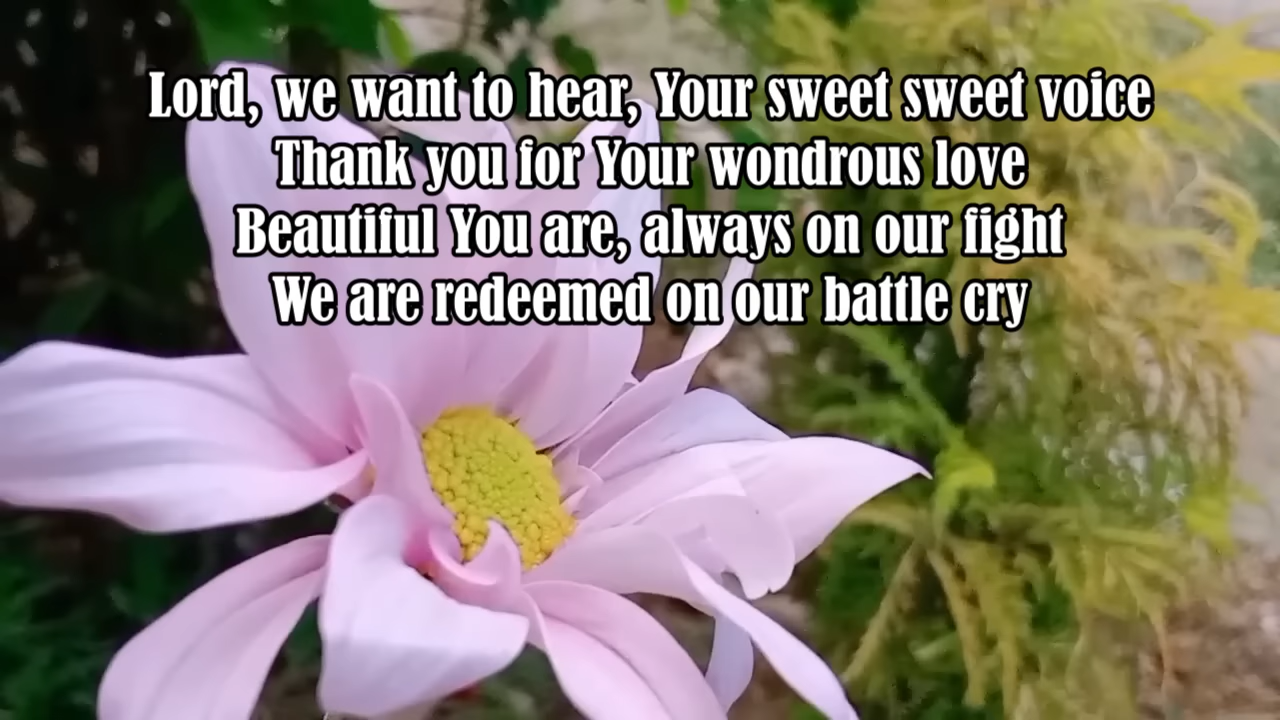 Lord, we want to hear, Your sweet sweet voice
Thank you for Your wondrous love
Beautiful You are, always on our fight
We are redeemed on our battle cry